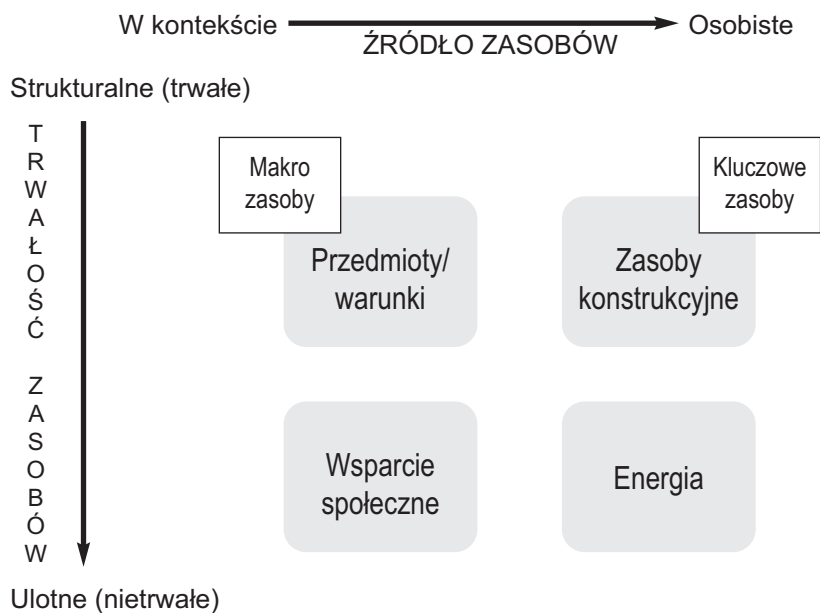 W kontekście
Osobiste
ŹRÓDŁO ZASOBÓW
Strukturalne (trwałe)
TRWAŁOŚĆ ZASOBÓW
Makro
zasoby
Kluczowe
zasoby
Przedmioty/
warunki
Zasoby
konstrukcyjne
Wsparcie
społeczne
Energia
Ulotne (nietrwałe)